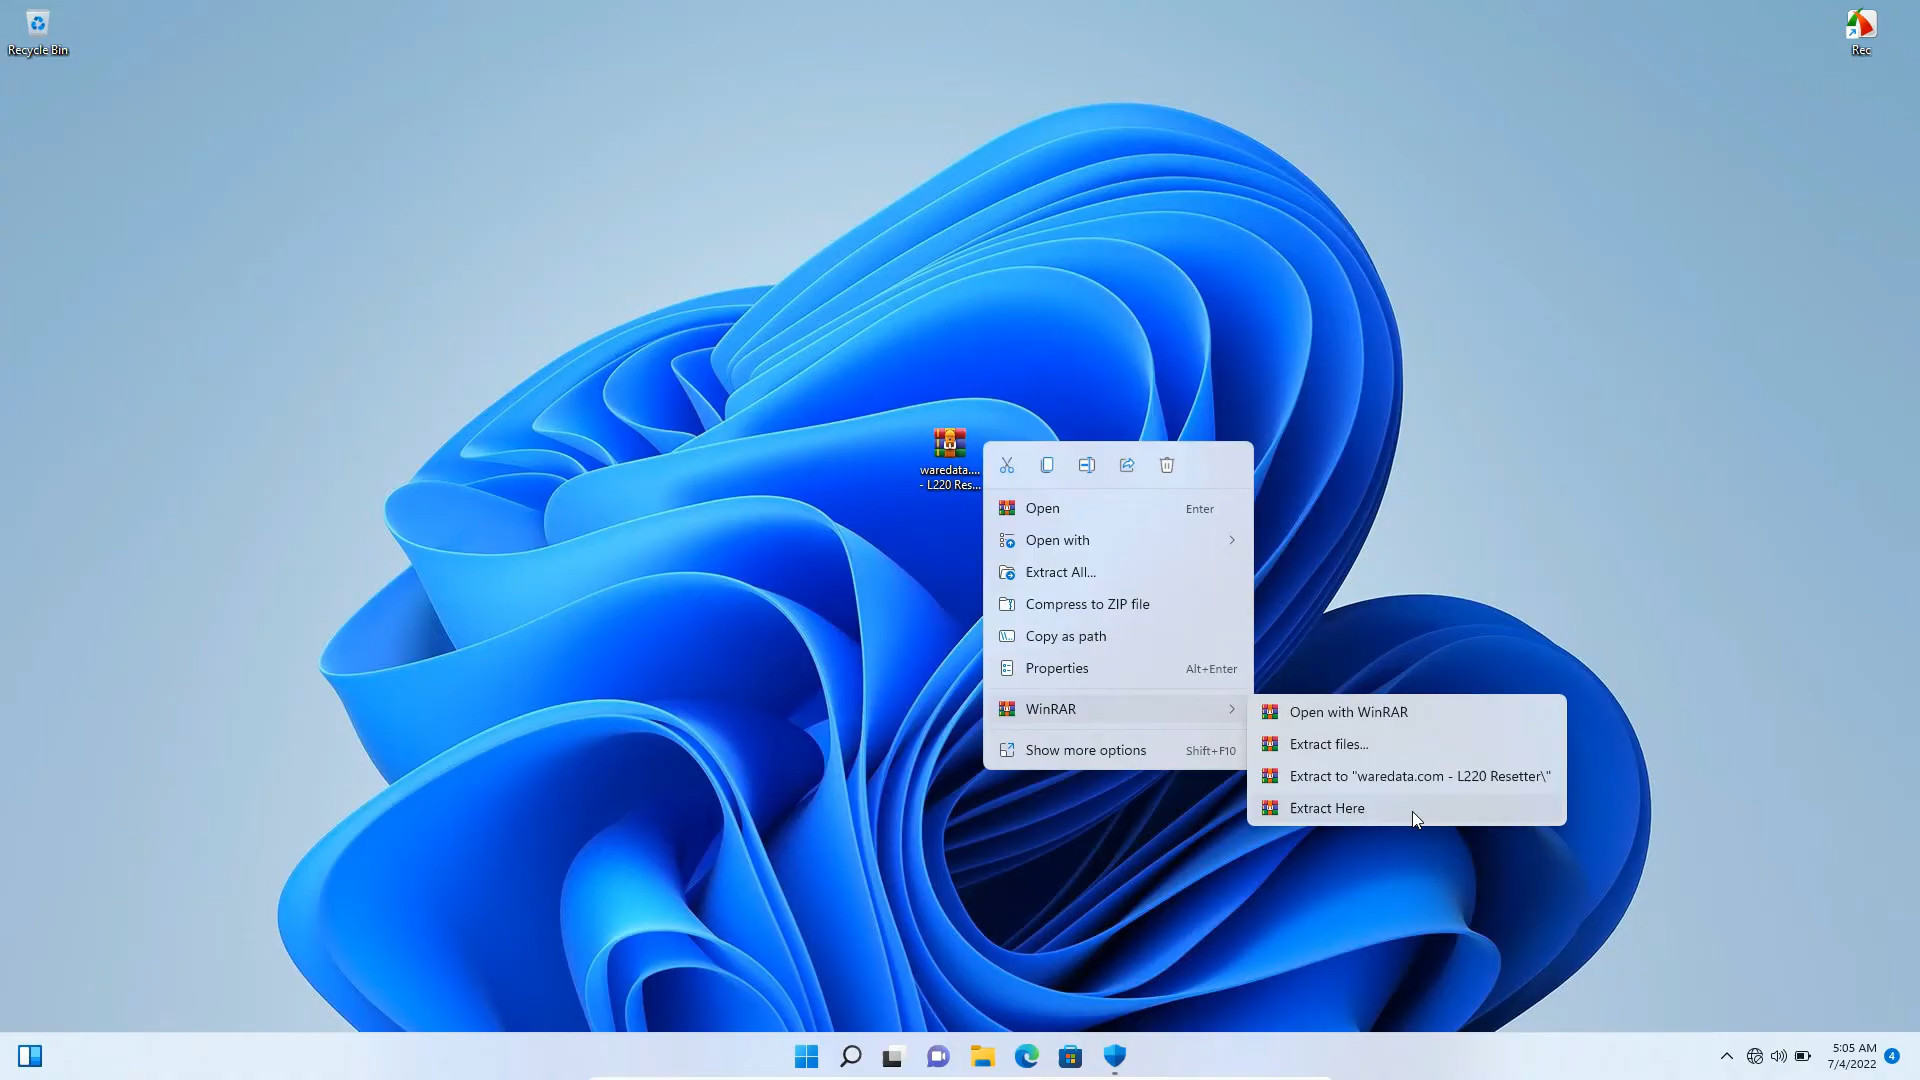 Recycle Bin
Rec
waredata....
- L220 Res...
Open Enter
Open with
Extract All...
Compress to ZIP file
Copy as path
Properties Alt+Enter
WinRAR
Show more options Shift+F10
Open with WinRAR
Extract files...
Extract to "waredata.com - L220 Resetter\"
Extract Here
5:05 AM
7/4/2022
4